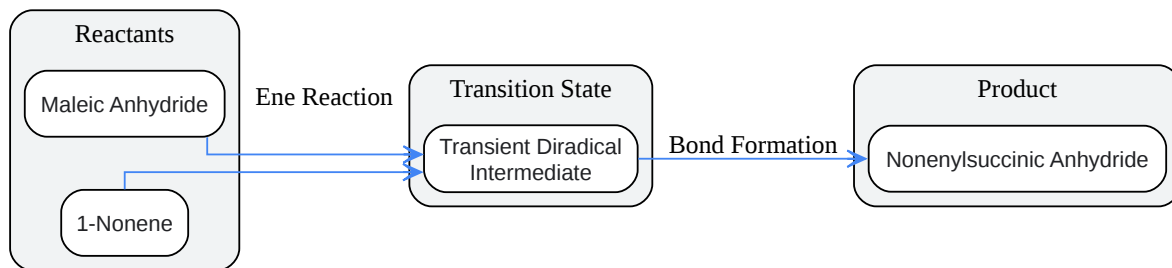 Reactants
Maleic Anhydride
1-Nonene
Ene Reaction
Transition State
Transient Diradical
Intermediate
Bond Formation
Product
Nonenylsuccinic Anhydride